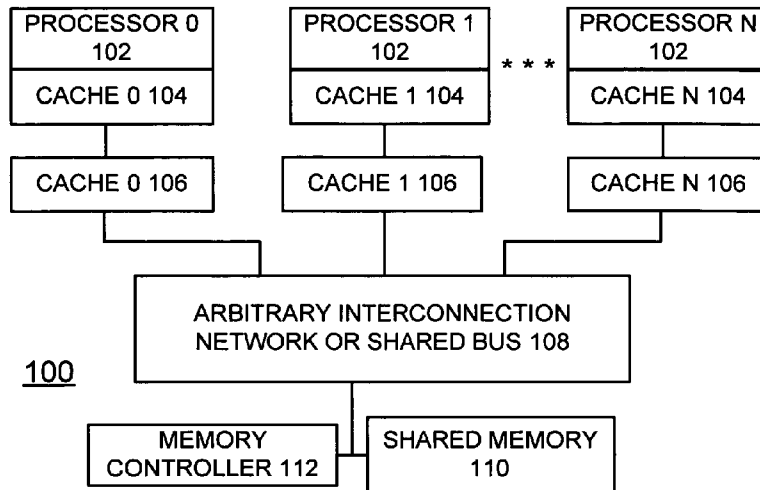 PROCESSOR 0
102
CACHE 0 104
CACHE 0 106
PROCESSOR 1
102
CACHE 1 104
CACHE 1 106
* * *
PROCESSOR N
102
CACHE N 104
CACHE N 106
ARBITRARY INTERCONNECTION
NETWORK OR SHARED BUS 108
100
MEMORY
CONTROLLER 112
SHARED MEMORY
110